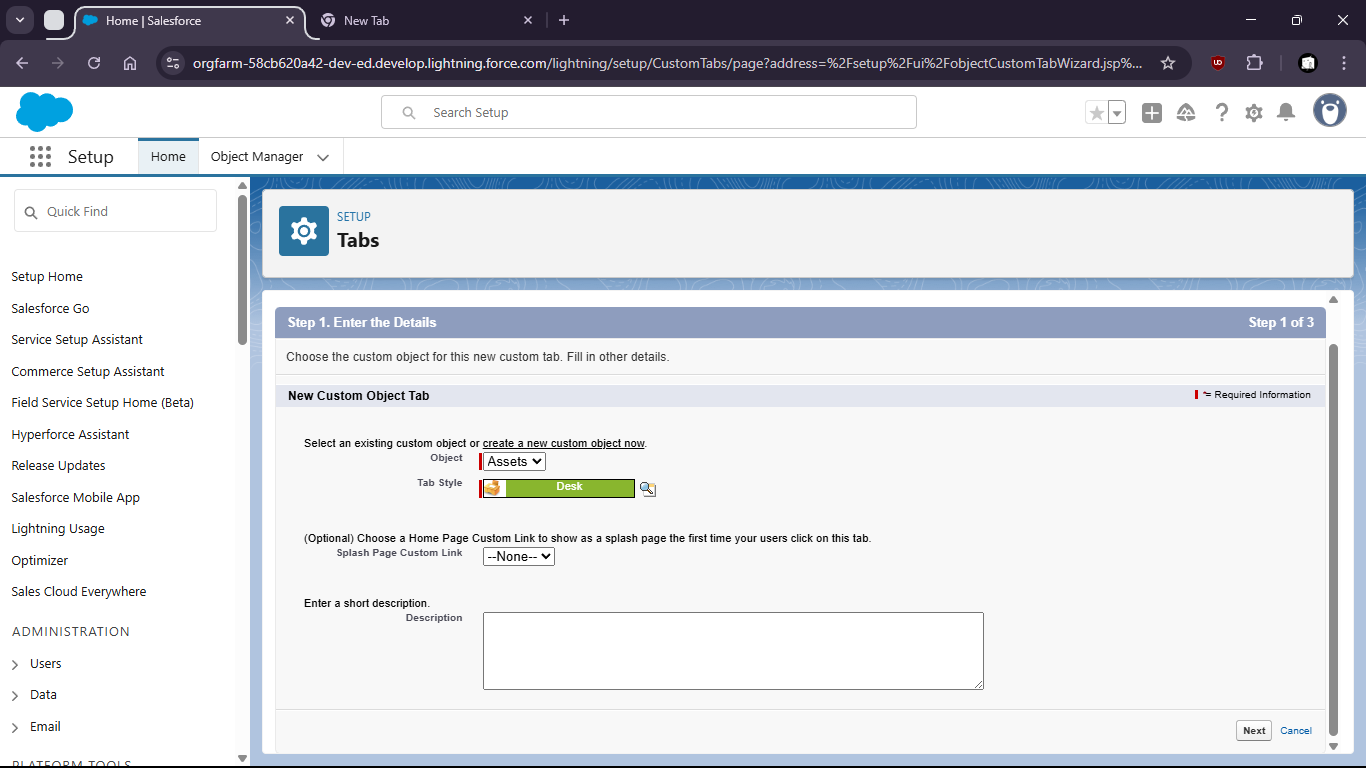 Home | Salesforce
New Tab
orgfarm-58cb620a42-dev-ed.develop.lightning.force.com/lightning/setup/CustomTabs/page?address=%2Fsetup%2Fui%2FobjectCustomTabWizard.jsp%...
Search Setup
Setup
Home
Object Manager
Quick Find
Setup Home
Salesforce Go
Service Setup Assistant
Commerce Setup Assistant
Field Service Setup Home (Beta)
Hyperforce Assistant
Release Updates
Salesforce Mobile App
Lightning Usage
Optimizer
Sales Cloud Everywhere
ADMINISTRATION
Users
Data
Email
PLATFORM TOOLS
SETUP
Tabs
Step 1. Enter the Details
Step 1 of 3
Choose the custom object for this new custom tab. Fill in other details.
New Custom Object Tab
*= Required Information
Select an existing custom object or create a new custom object now.
Object
Assets
Tab Style
Desk
(Optional) Choose a Home Page Custom Link to show as a splash page the first time your users click on this tab.
Splash Page Custom Link
--None--
Enter a short description.
Description
Next
Cancel